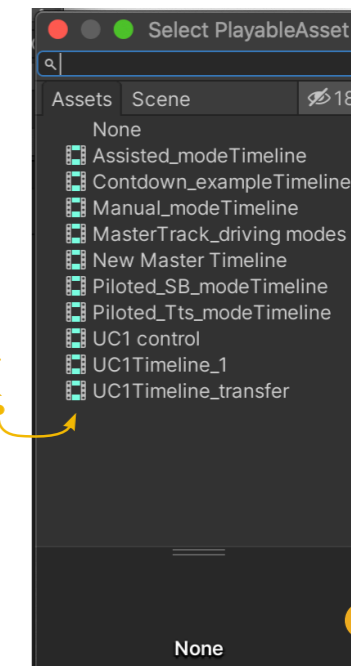 Select PlayableAsset
Assets Scene 18
None
Assisted_modeTimeline
Contdown_exampleTimeline
Manual_modeTimeline
MasterTrack_driving modes
New Master Timeline
Piloted_SB_modeTimeline
Piloted_Tts_modeTimeline
UC1 control
UC1Timeline_1
UC1Timeline_transfer
None